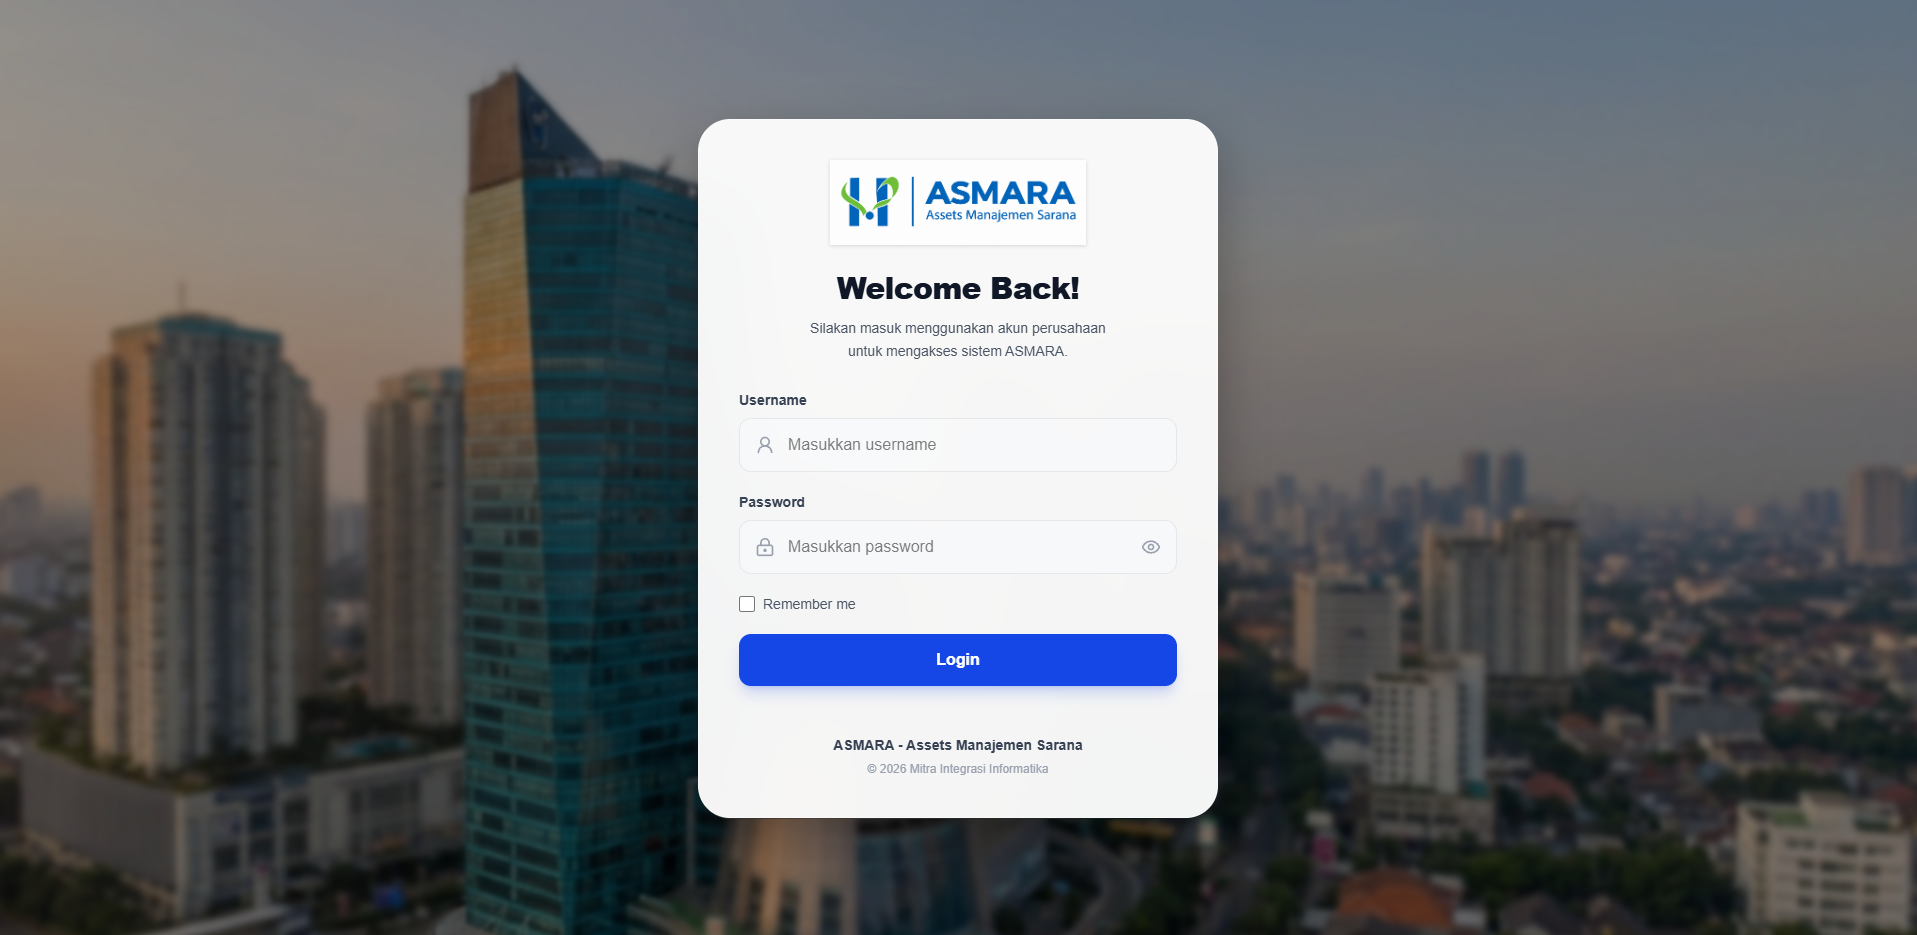 ASMARA
Assets Manajemen Sarana
Welcome Back!
Silakan masuk menggunakan akun perusahaan
untuk mengakses sistem ASMARA.
Username
Masukkan username
Password
Masukkan password
Remember me
Login
ASMARA - Assets Manajemen Sarana
© 2026 Mitra Integrasi Informatika